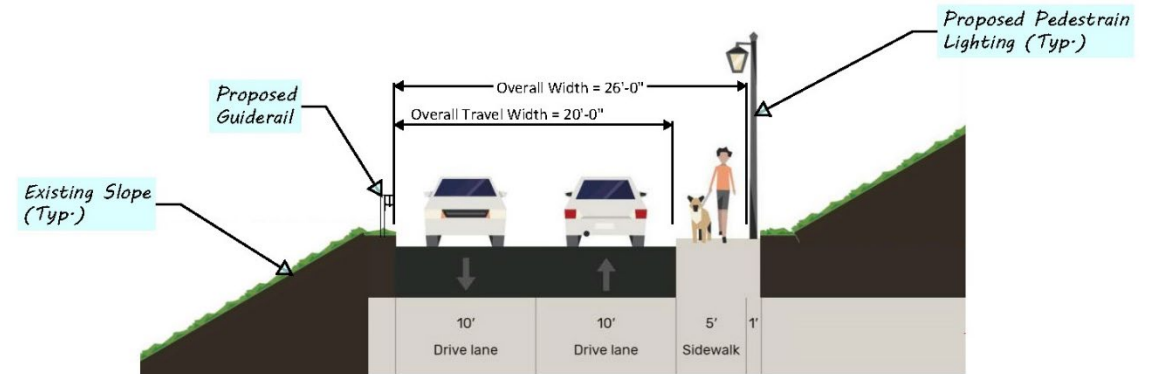 Proposed Pedestrain
Lighting (Typ.)
Overall Width = 26'-0"
Proposed
Guiderail
Overall Travel Width = 20'-0"
Existing Slope
(Typ.)
10' 10' 5' 1'
Drive lane Drive lane Sidewalk